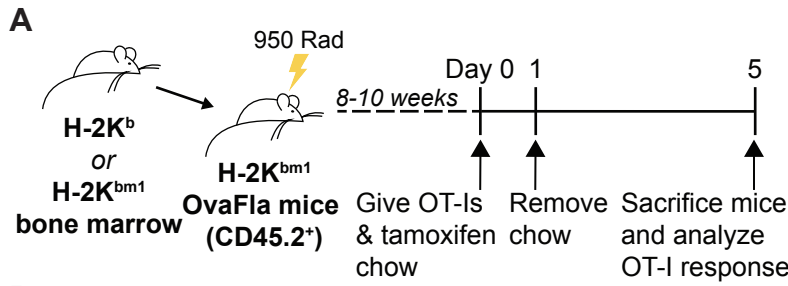 A
950 Rad
Day 0 1 5
8-10 weeks
H-2Kᵇ
or
H-2Kᵇᵐ¹
bone marrow
H-2Kᵇᵐ¹
OvaFla mice
(CD45.2⁺)
Give OT-Is
& tamoxifen
chow
Remove
chow
Sacrifice mice
and analyze
OT-I response